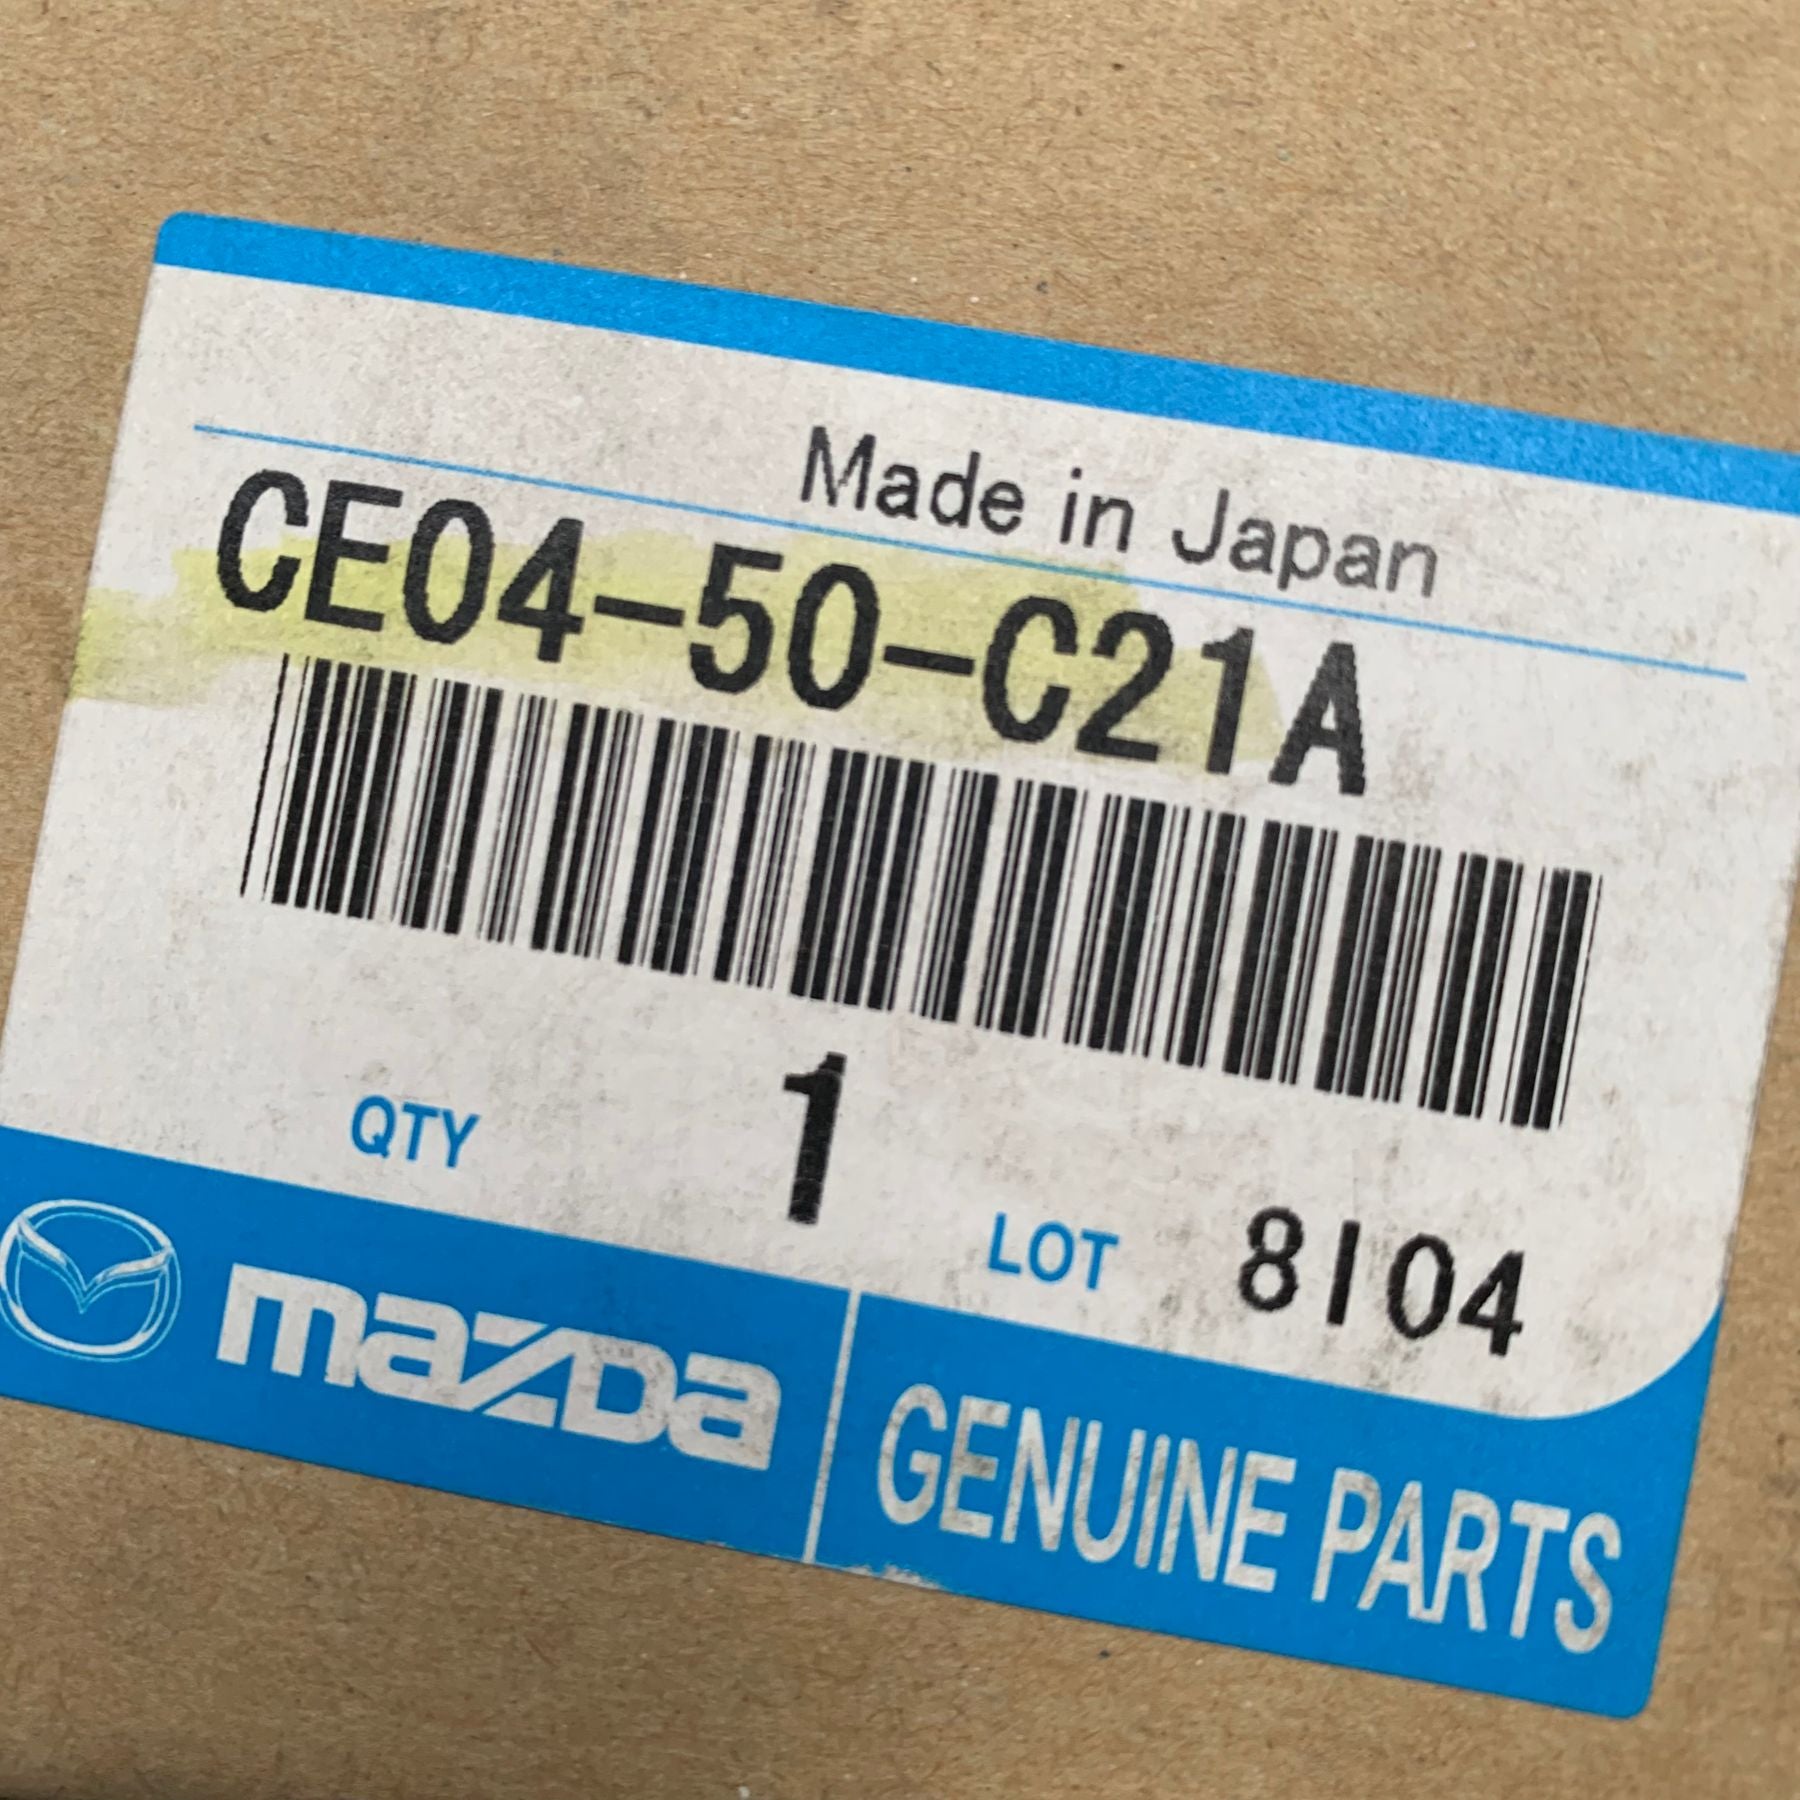 Made in Japan
CE04-50-C21A
QTY 1 LOT 8I04
mazda GENUINE PARTS